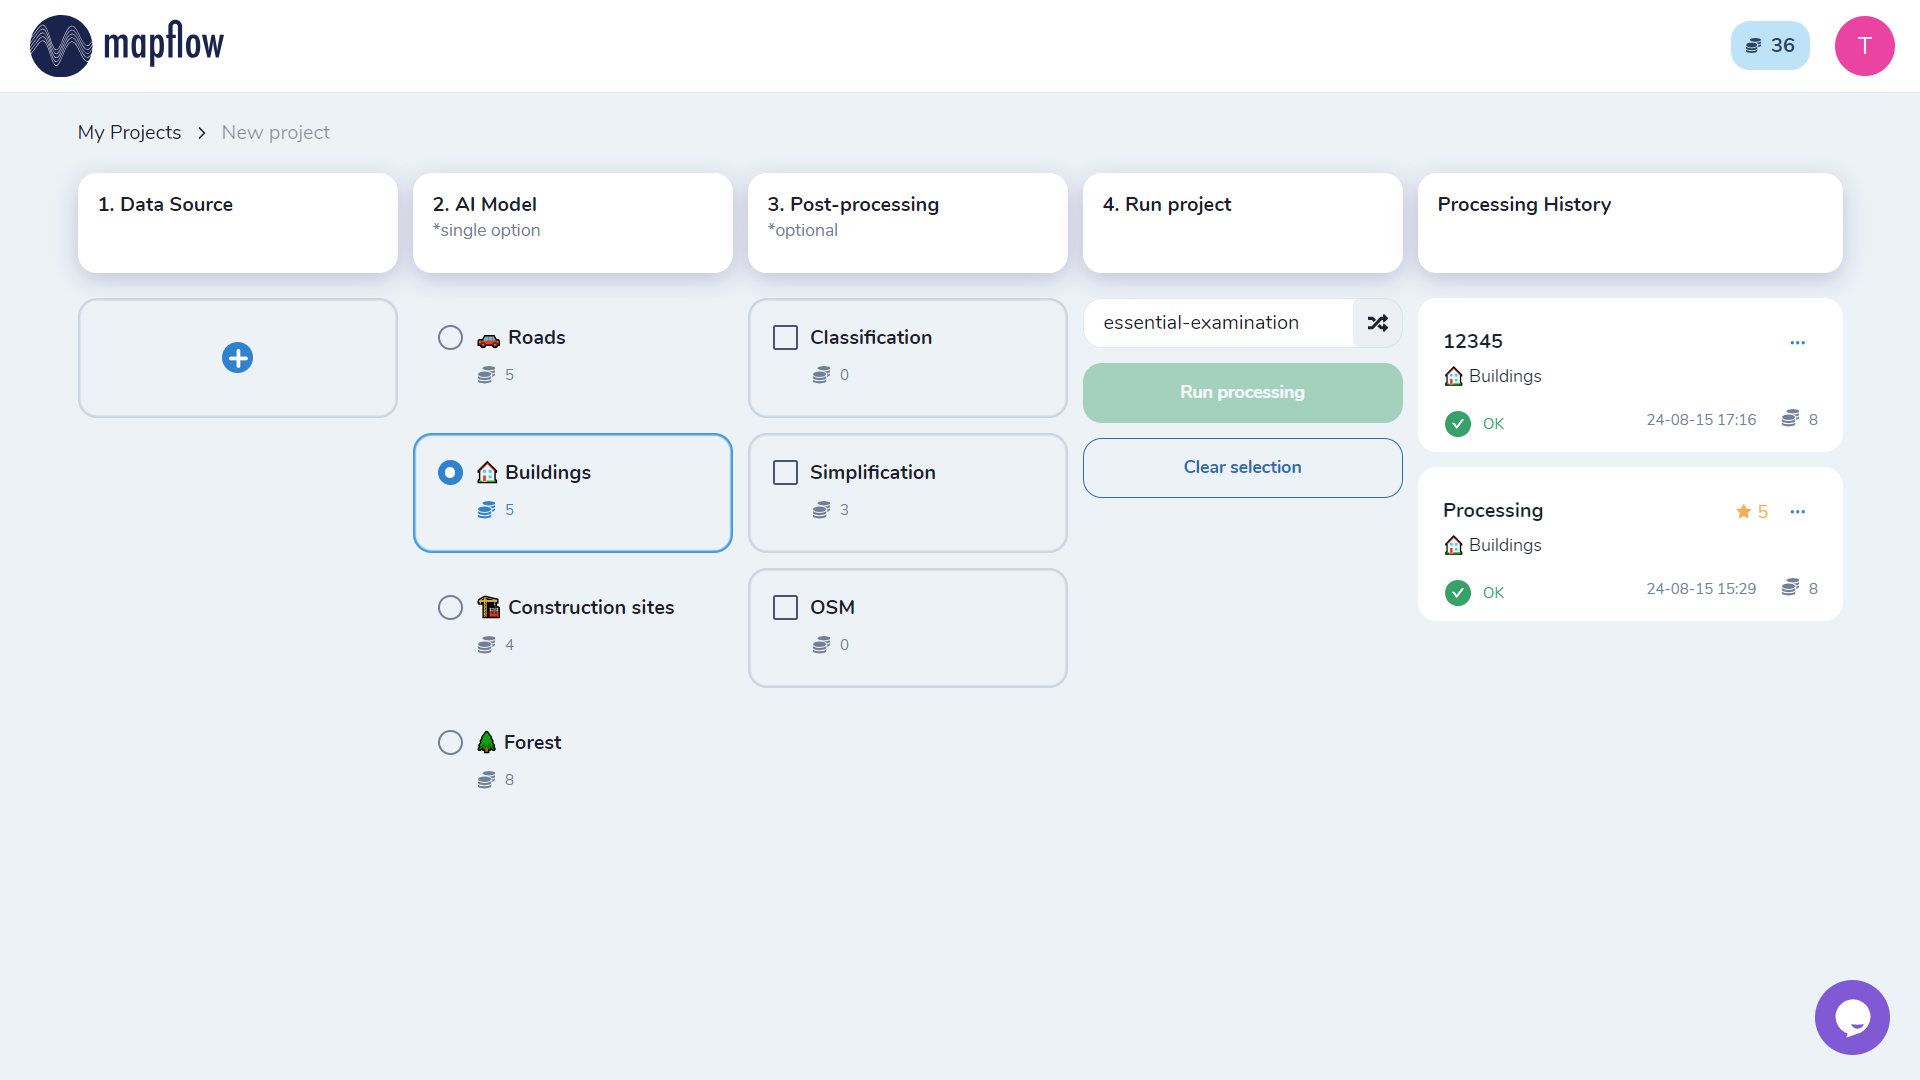 mapflow
36
T
My Projects > New project
1. Data Source
2. AI Model
*single option
3. Post-processing
*optional
4. Run project
Processing History
Roads
5
Buildings
5
Construction sites
4
Forest
8
Classification
0
Simplification
3
OSM
0
essential-examination
Run processing
Clear selection
12345
...
Buildings
OK
24-08-15 17:16
8
Processing
5
...
Buildings
OK
24-08-15 15:29
8